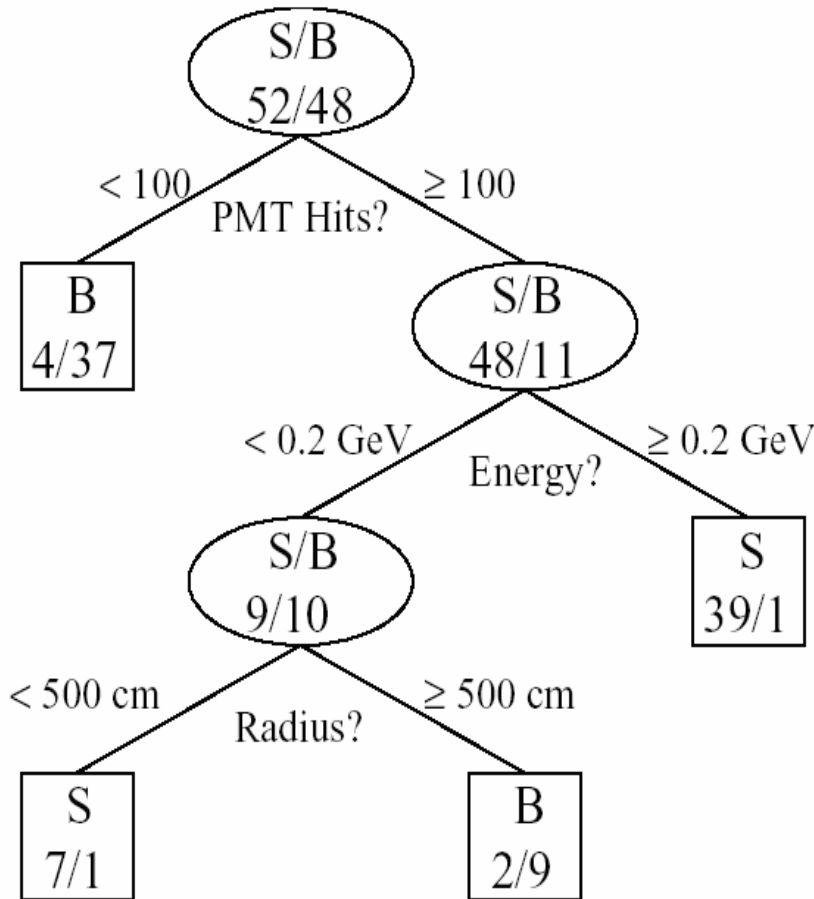 S/B
52/48
< 100
≥ 100
PMT Hits?
B
4/37
S/B
48/11
< 0.2 GeV
≥ 0.2 GeV
Energy?
S/B
9/10
S
39/1
< 500 cm
≥ 500 cm
Radius?
S
7/1
B
2/9